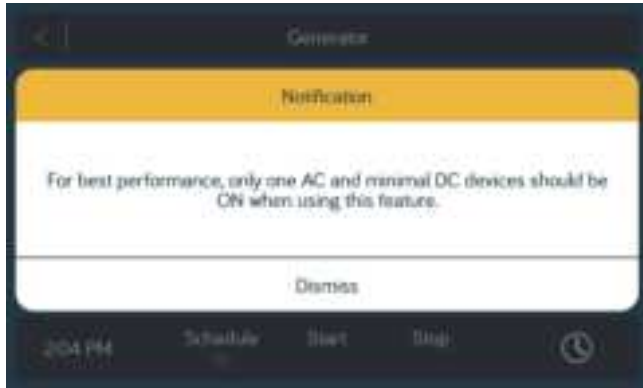 Generator
Notification
For best performance, only one AC and minimal DC devices should be
ON when using this feature.
Dismiss
2:04 PM
Schedule
Start
Stop